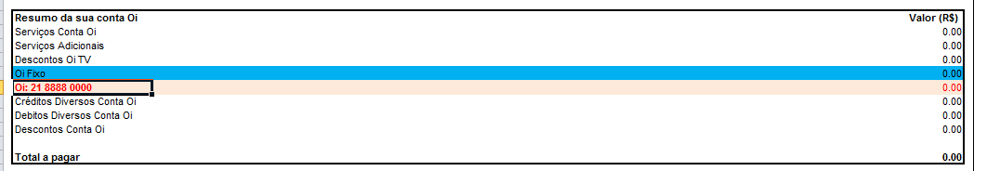 Resumo da sua conta Oi Valor (R$)
Serviços Conta Oi 0.00
Serviços Adicionais 0.00
Descontos Oi TV 0.00
Oi Fixo 0.00
Oi: 21 8888 0000 0.00
Créditos Diversos Conta Oi 0.00
Debitos Diversos Conta Oi 0.00
Descontos Conta Oi 0.00
Total a pagar 0.00